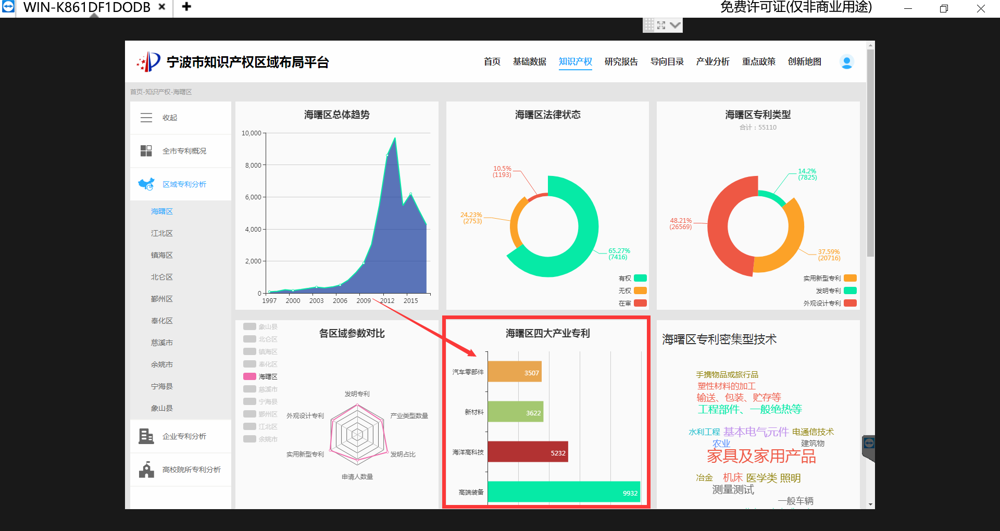 WIN-K861DF1DODB
免费许可证(仅非商业用途)
宁波市知识产权区域布局平台
首页 基础数据 知识产权 研究报告 导向目录 产业分析 重点政策 创新地图
首页-知识产权-海曙区
收起
全市专利概况
区域专利分析
海曙区
江北区
镇海区
北仑区
鄞州区
奉化区
慈溪市
余姚市
宁海县
象山县
企业专利分析
高校院所专利分析
海曙区总体趋势
10,000
8,000
6,000
4,000
2,000
0
1997 2000 2003 2006 2009 2012 2015
海曙区法律状态
10.5%
(1193)
24.23%
(2753)
65.27%
(7416)
有权
无权
在审
海曙区专利类型
合计：55110
14.2%
(7825)
48.21%
(26569)
37.59%
(20716)
实用新型专利
发明专利
外观设计专利
各区域参数对比
象山县
北仑区
镇海区
奉化区
海曙区
慈溪市
宁海县
鄞州区
江北区
余姚市
发明专利
外观设计专利
产业类型数量
实用新型专利
发明占比
申请人数量
海曙区四大产业专利
汽车零部件 3507
新材料 3622
海洋高科技 5232
高端装备 9932
海曙区专利密集型技术
手携物品或旅行品
塑性材料的加工
输送、包装、贮存等
工程部件、一般绝热等
水利工程 基本电气元件 电通信技术
农业 建筑物
家具及家用产品
冶金 机床 医学类 照明
测量测试
一般车辆